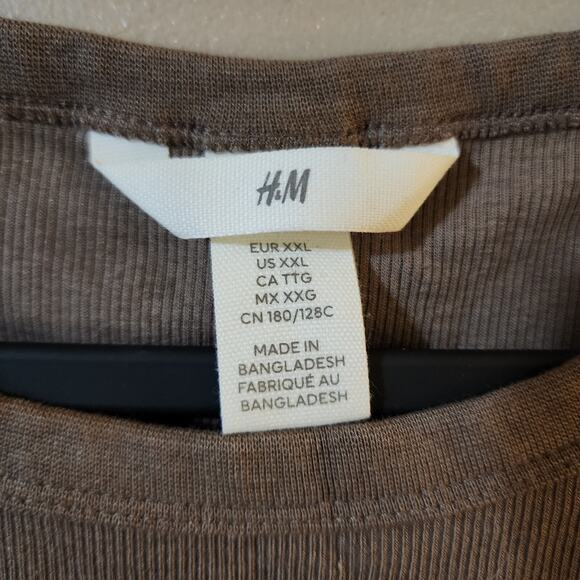 H&M
EUR XXL
US XXL
CA TTG
MX XXG
CN 180/128C
MADE IN
BANGLADESH
FABRIQUÉ AU
BANGLADESH